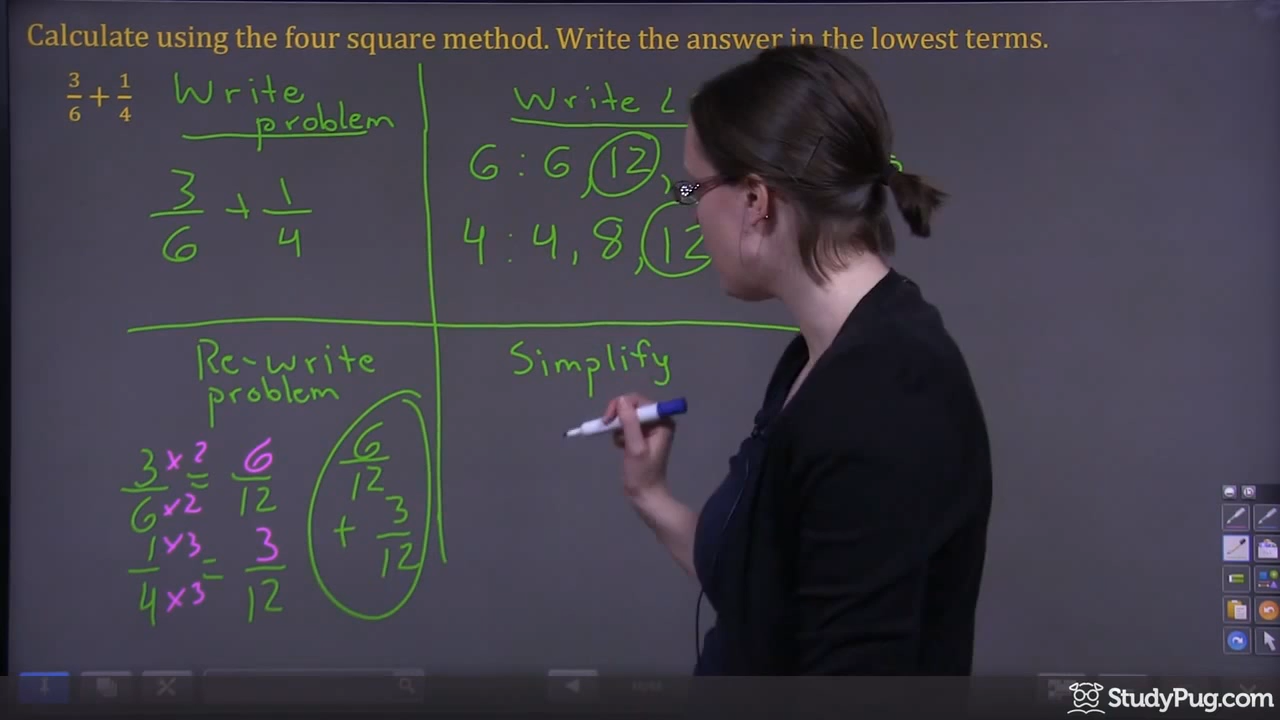 Calculate using the four square method. Write the answer in the lowest terms.
3/6 + 1/4
Write problem
3/6 + 1/4
Write
6 : 6, 12,
4 : 4, 8, 12
Re-write problem
3 × 2 / 6 × 2 = 6/12
1 × 3 / 4 × 3 = 3/12
6/12
+ 3/12
Simplify
StudyPug.com